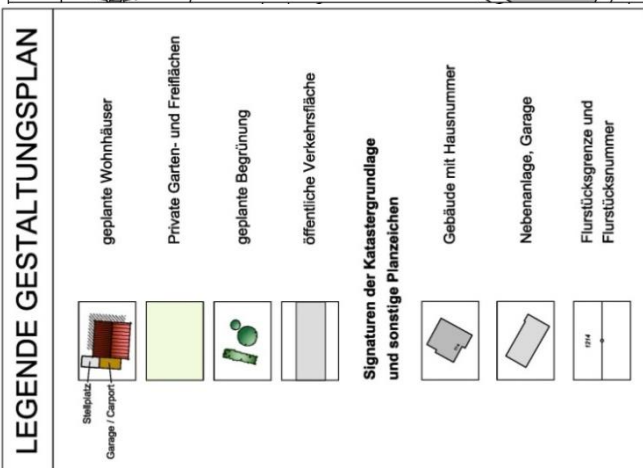 LEGENDE GESTALTUNGSPLAN
Stellplatz
Garage / Carport
geplante Wohnhäuser
Private Garten- und Freiflächen
geplante Begrünung
öffentliche Verkehrsfläche
Signaturen der Katastergrundlage
und sonstige Planzeichen
Gebäude mit Hausnummer
Nebenanlage, Garage
1214
Flurstücksgrenze und
Flurstücksnummer